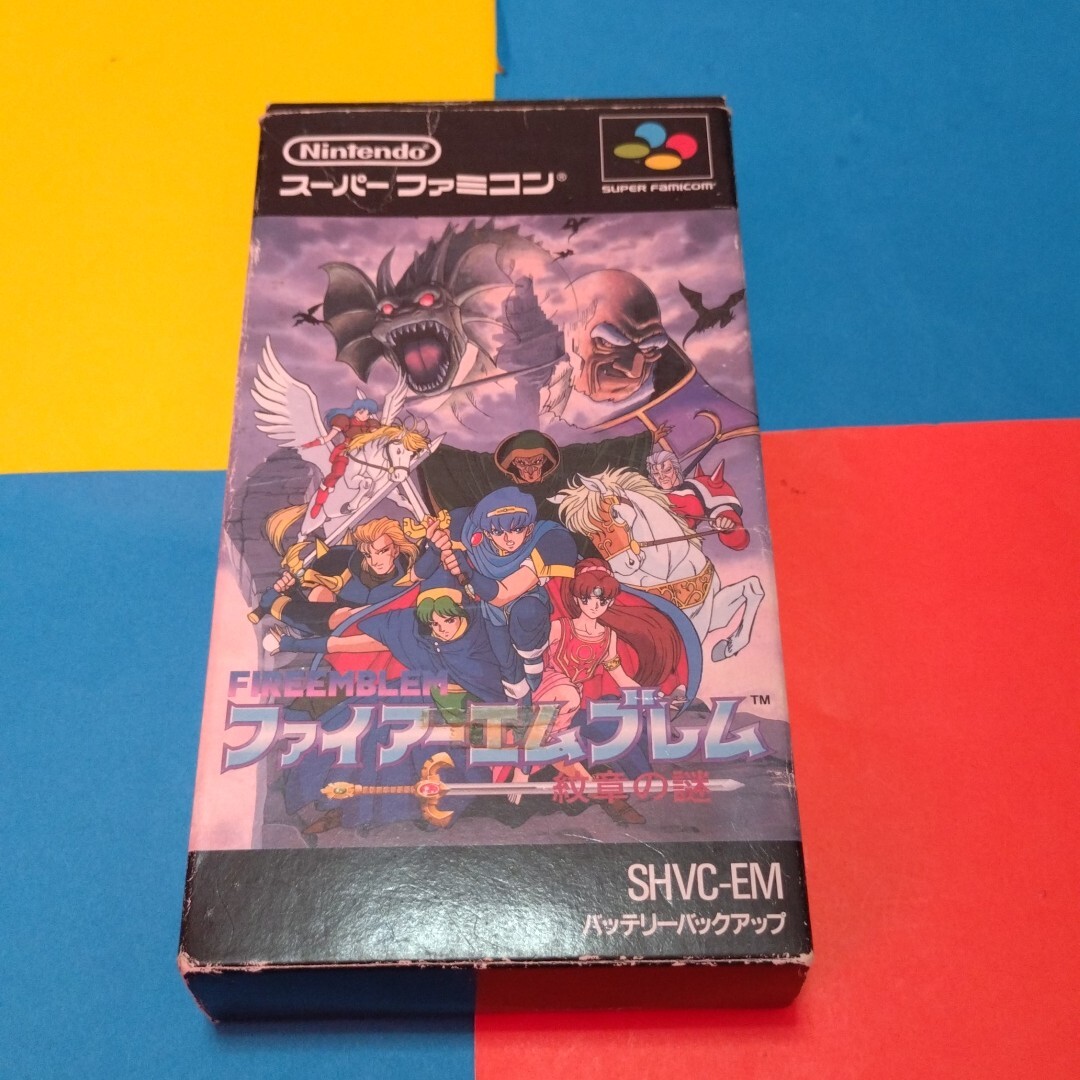 Nintendo
スーパーファミコン®
SUPER FAMICOM
FIREEMBLEM
ファイアーエムブレム™
紋章の謎
SHVC-EM
バッテリーバックアップ